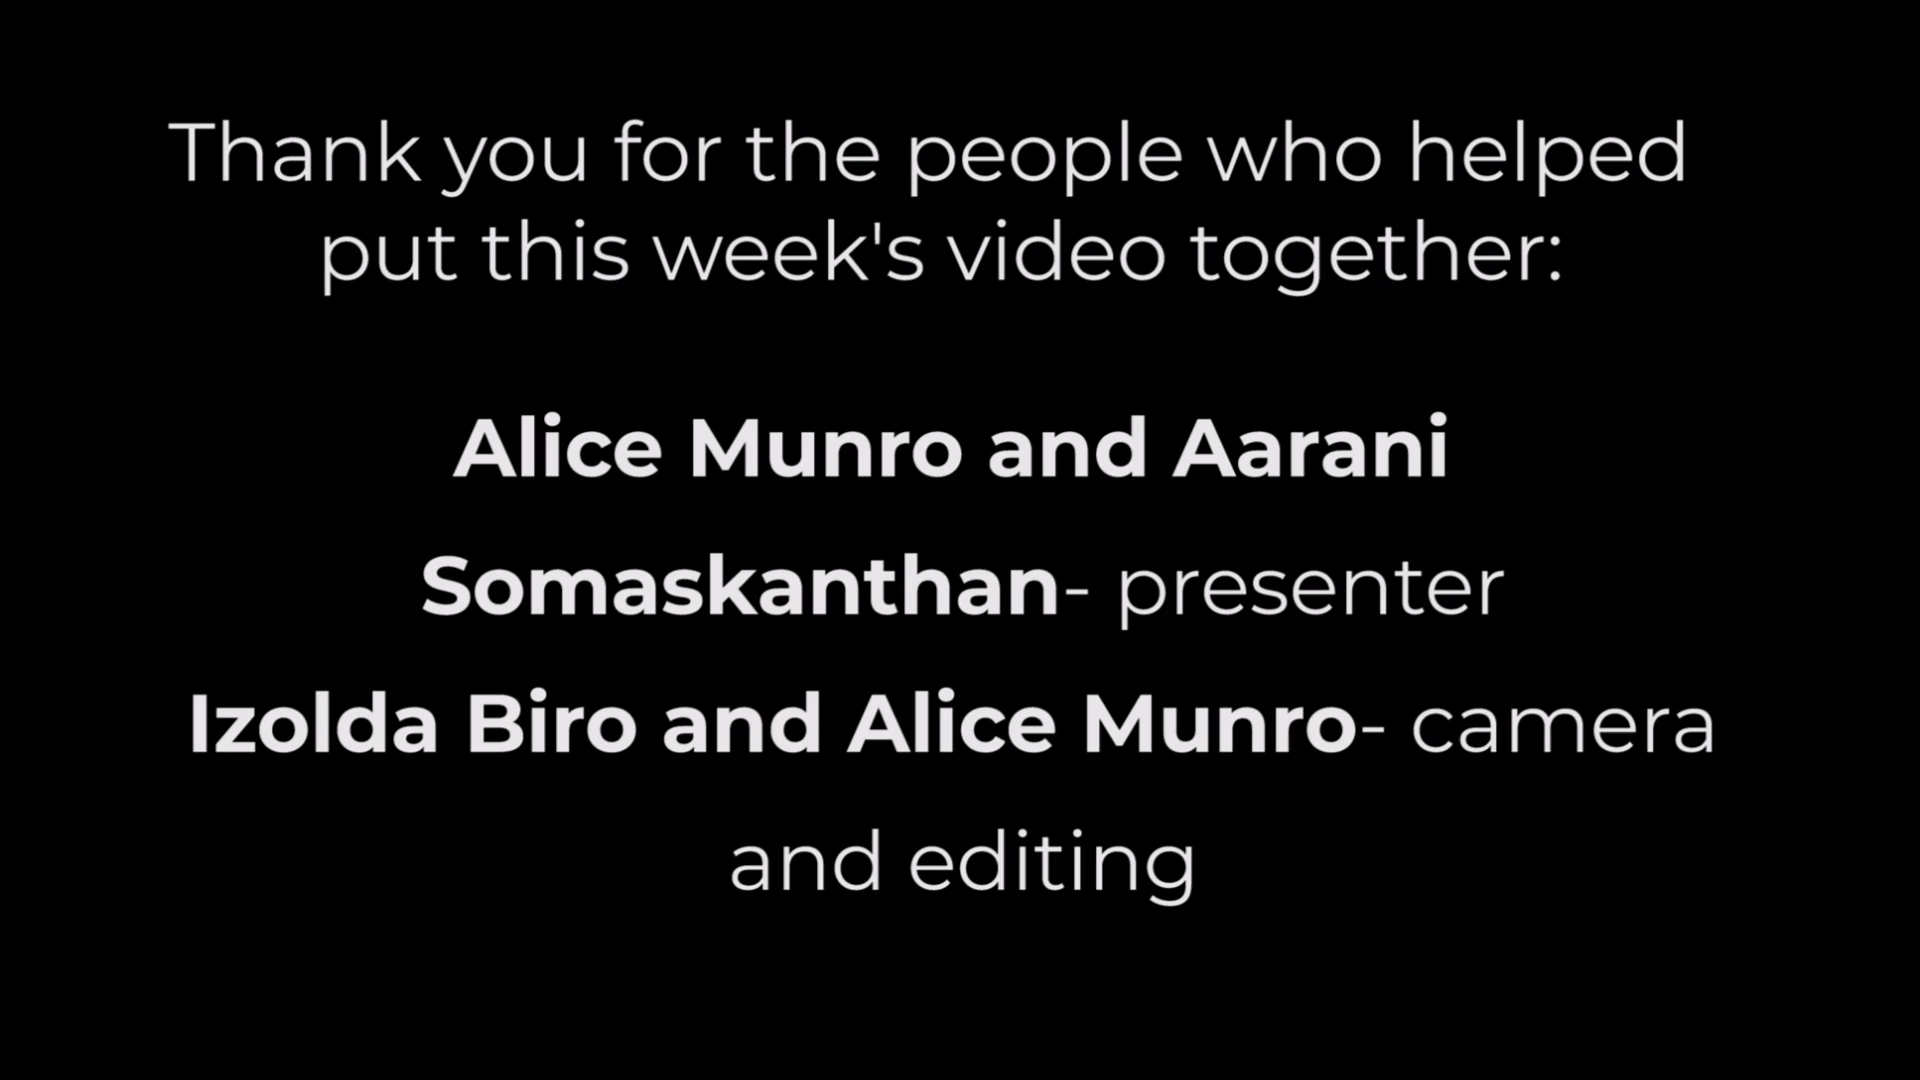 Thank you for the people who helped
put this week's video together:
Alice Munro and Aarani
Somaskanthan- presenter
Izolda Biro and Alice Munro- camera
and editing